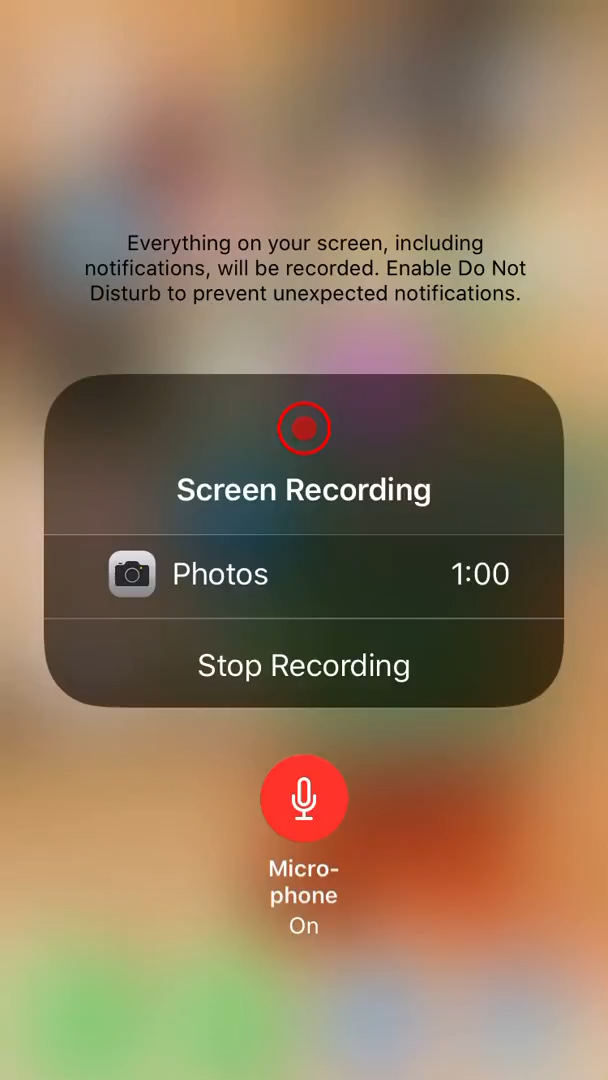 Everything on your screen, including
notifications, will be recorded. Enable Do Not
Disturb to prevent unexpected notifications.
Screen Recording
Photos 1:00
Stop Recording
Micro-
phone
On